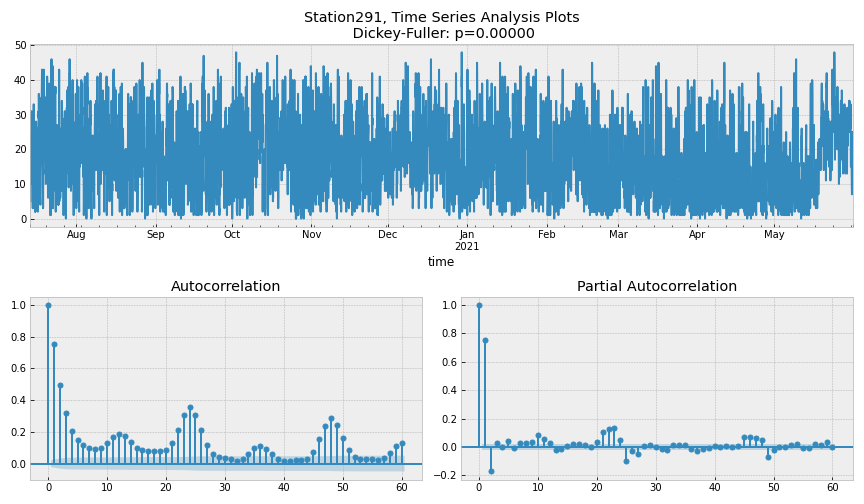 Station291, Time Series Analysis Plots
Dickey-Fuller: p=0.00000
50
40
30
20
10
0
Aug Sep Oct Nov Dec Jan Feb Mar Apr May
2021
time
Autocorrelation
1.0
0.8
0.6
0.4
0.2
0.0
0 10 20 30 40 50 60
Partial Autocorrelation
1.0
0.8
0.6
0.4
0.2
0.0
−0.2
0 10 20 30 40 50 60